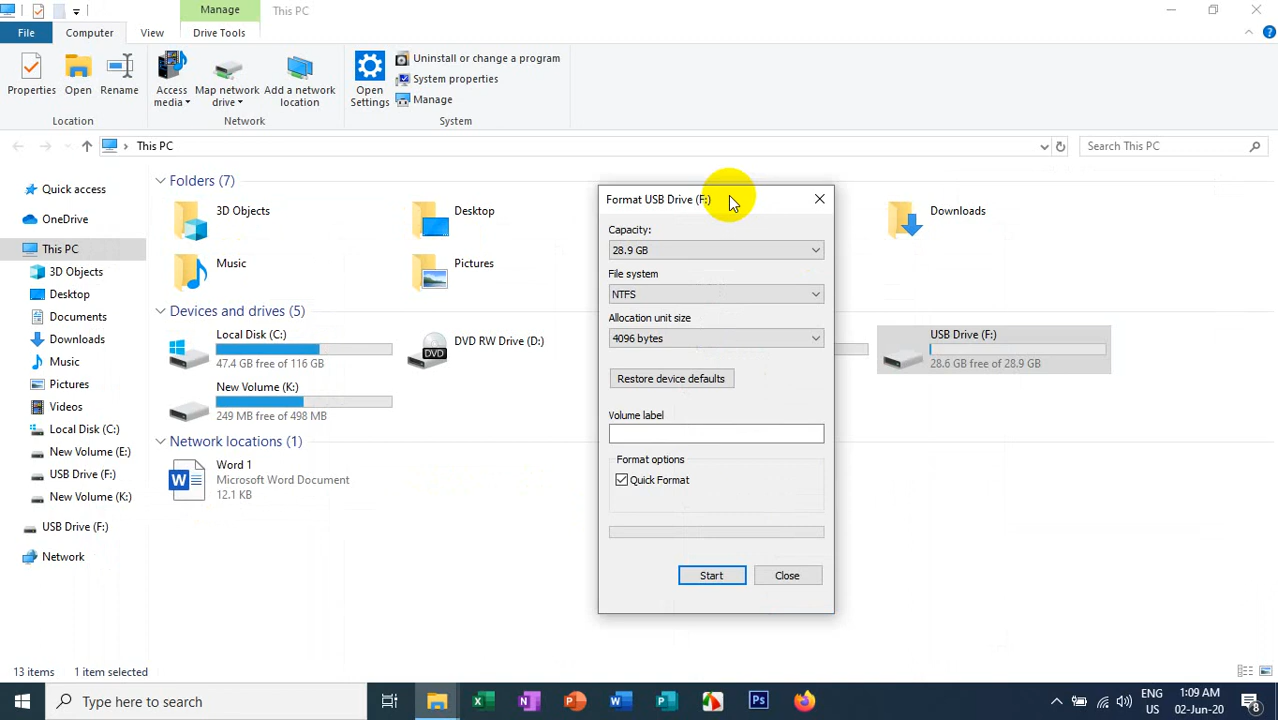 Manage
This PC
File
Computer
View
Drive Tools
Properties
Open
Rename
Access media
Map network drive
Add a network location
Open Settings
Uninstall or change a program
System properties
Manage
Location
Network
System
This PC
Search This PC
Quick access
OneDrive
This PC
3D Objects
Desktop
Documents
Downloads
Music
Pictures
Videos
Local Disk (C:)
New Volume (E:)
USB Drive (F:)
New Volume (K:)
USB Drive (F:)
Network
Folders (7)
3D Objects
Desktop
Downloads
Music
Pictures
Devices and drives (5)
Local Disk (C:)
47.4 GB free of 116 GB
DVD RW Drive (D:)
DVD
USB Drive (F:)
28.6 GB free of 28.9 GB
New Volume (K:)
249 MB free of 498 MB
Network locations (1)
Word 1
Microsoft Word Document
12.1 KB
Format USB Drive (F:)
Capacity:
28.9 GB
File system
NTFS
Allocation unit size
4096 bytes
Restore device defaults
Volume label
Format options
Quick Format
Start
Close
13 items
1 item selected
Type here to search
ENG
US
1:09 AM
02-Jun-20
8